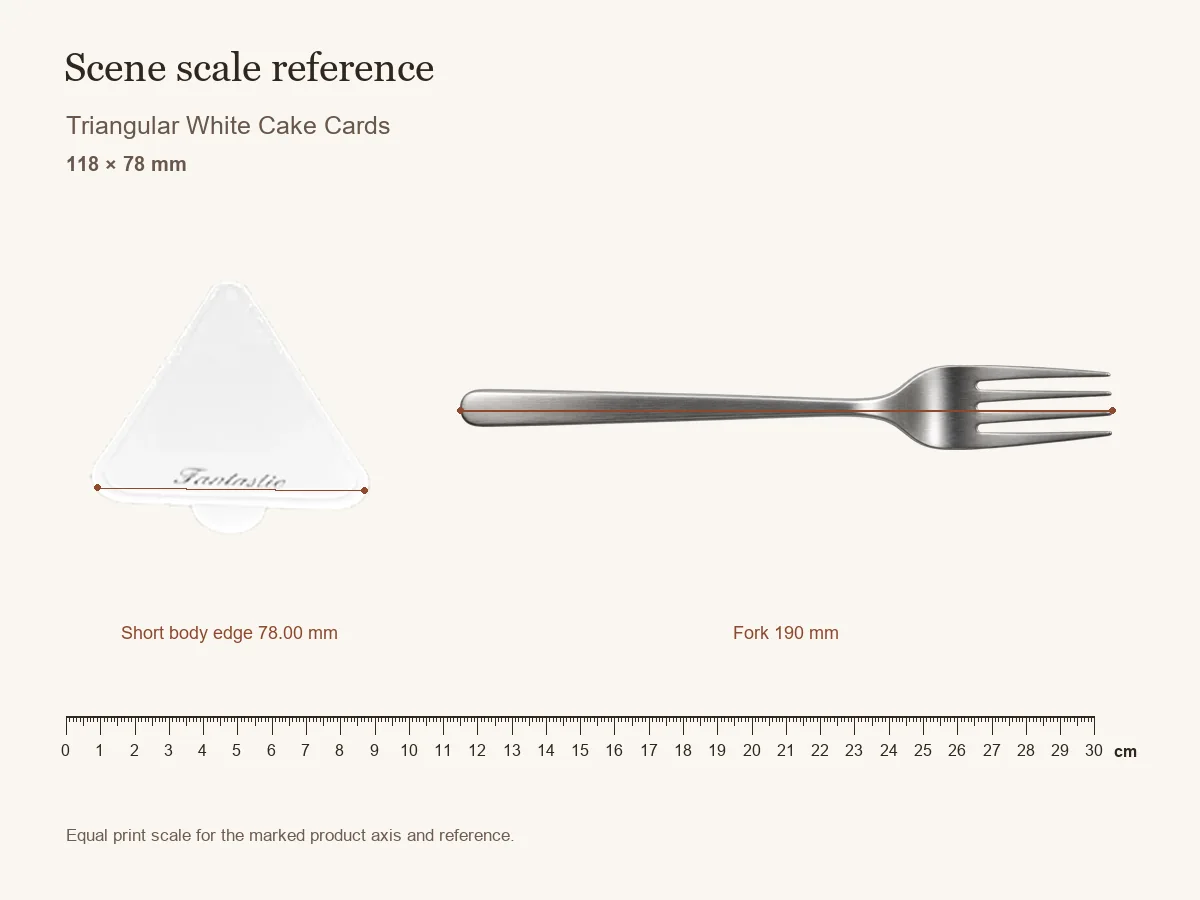 Scene scale reference
Triangular White Cake Cards
118 × 78 mm
Fantastic
Short body edge 78.00 mm
Fork 190 mm
0 1 2 3 4 5 6 7 8 9 10 11 12 13 14 15 16 17 18 19 20 21 22 23 24 25 26 27 28 29 30 cm
Equal print scale for the marked product axis and reference.